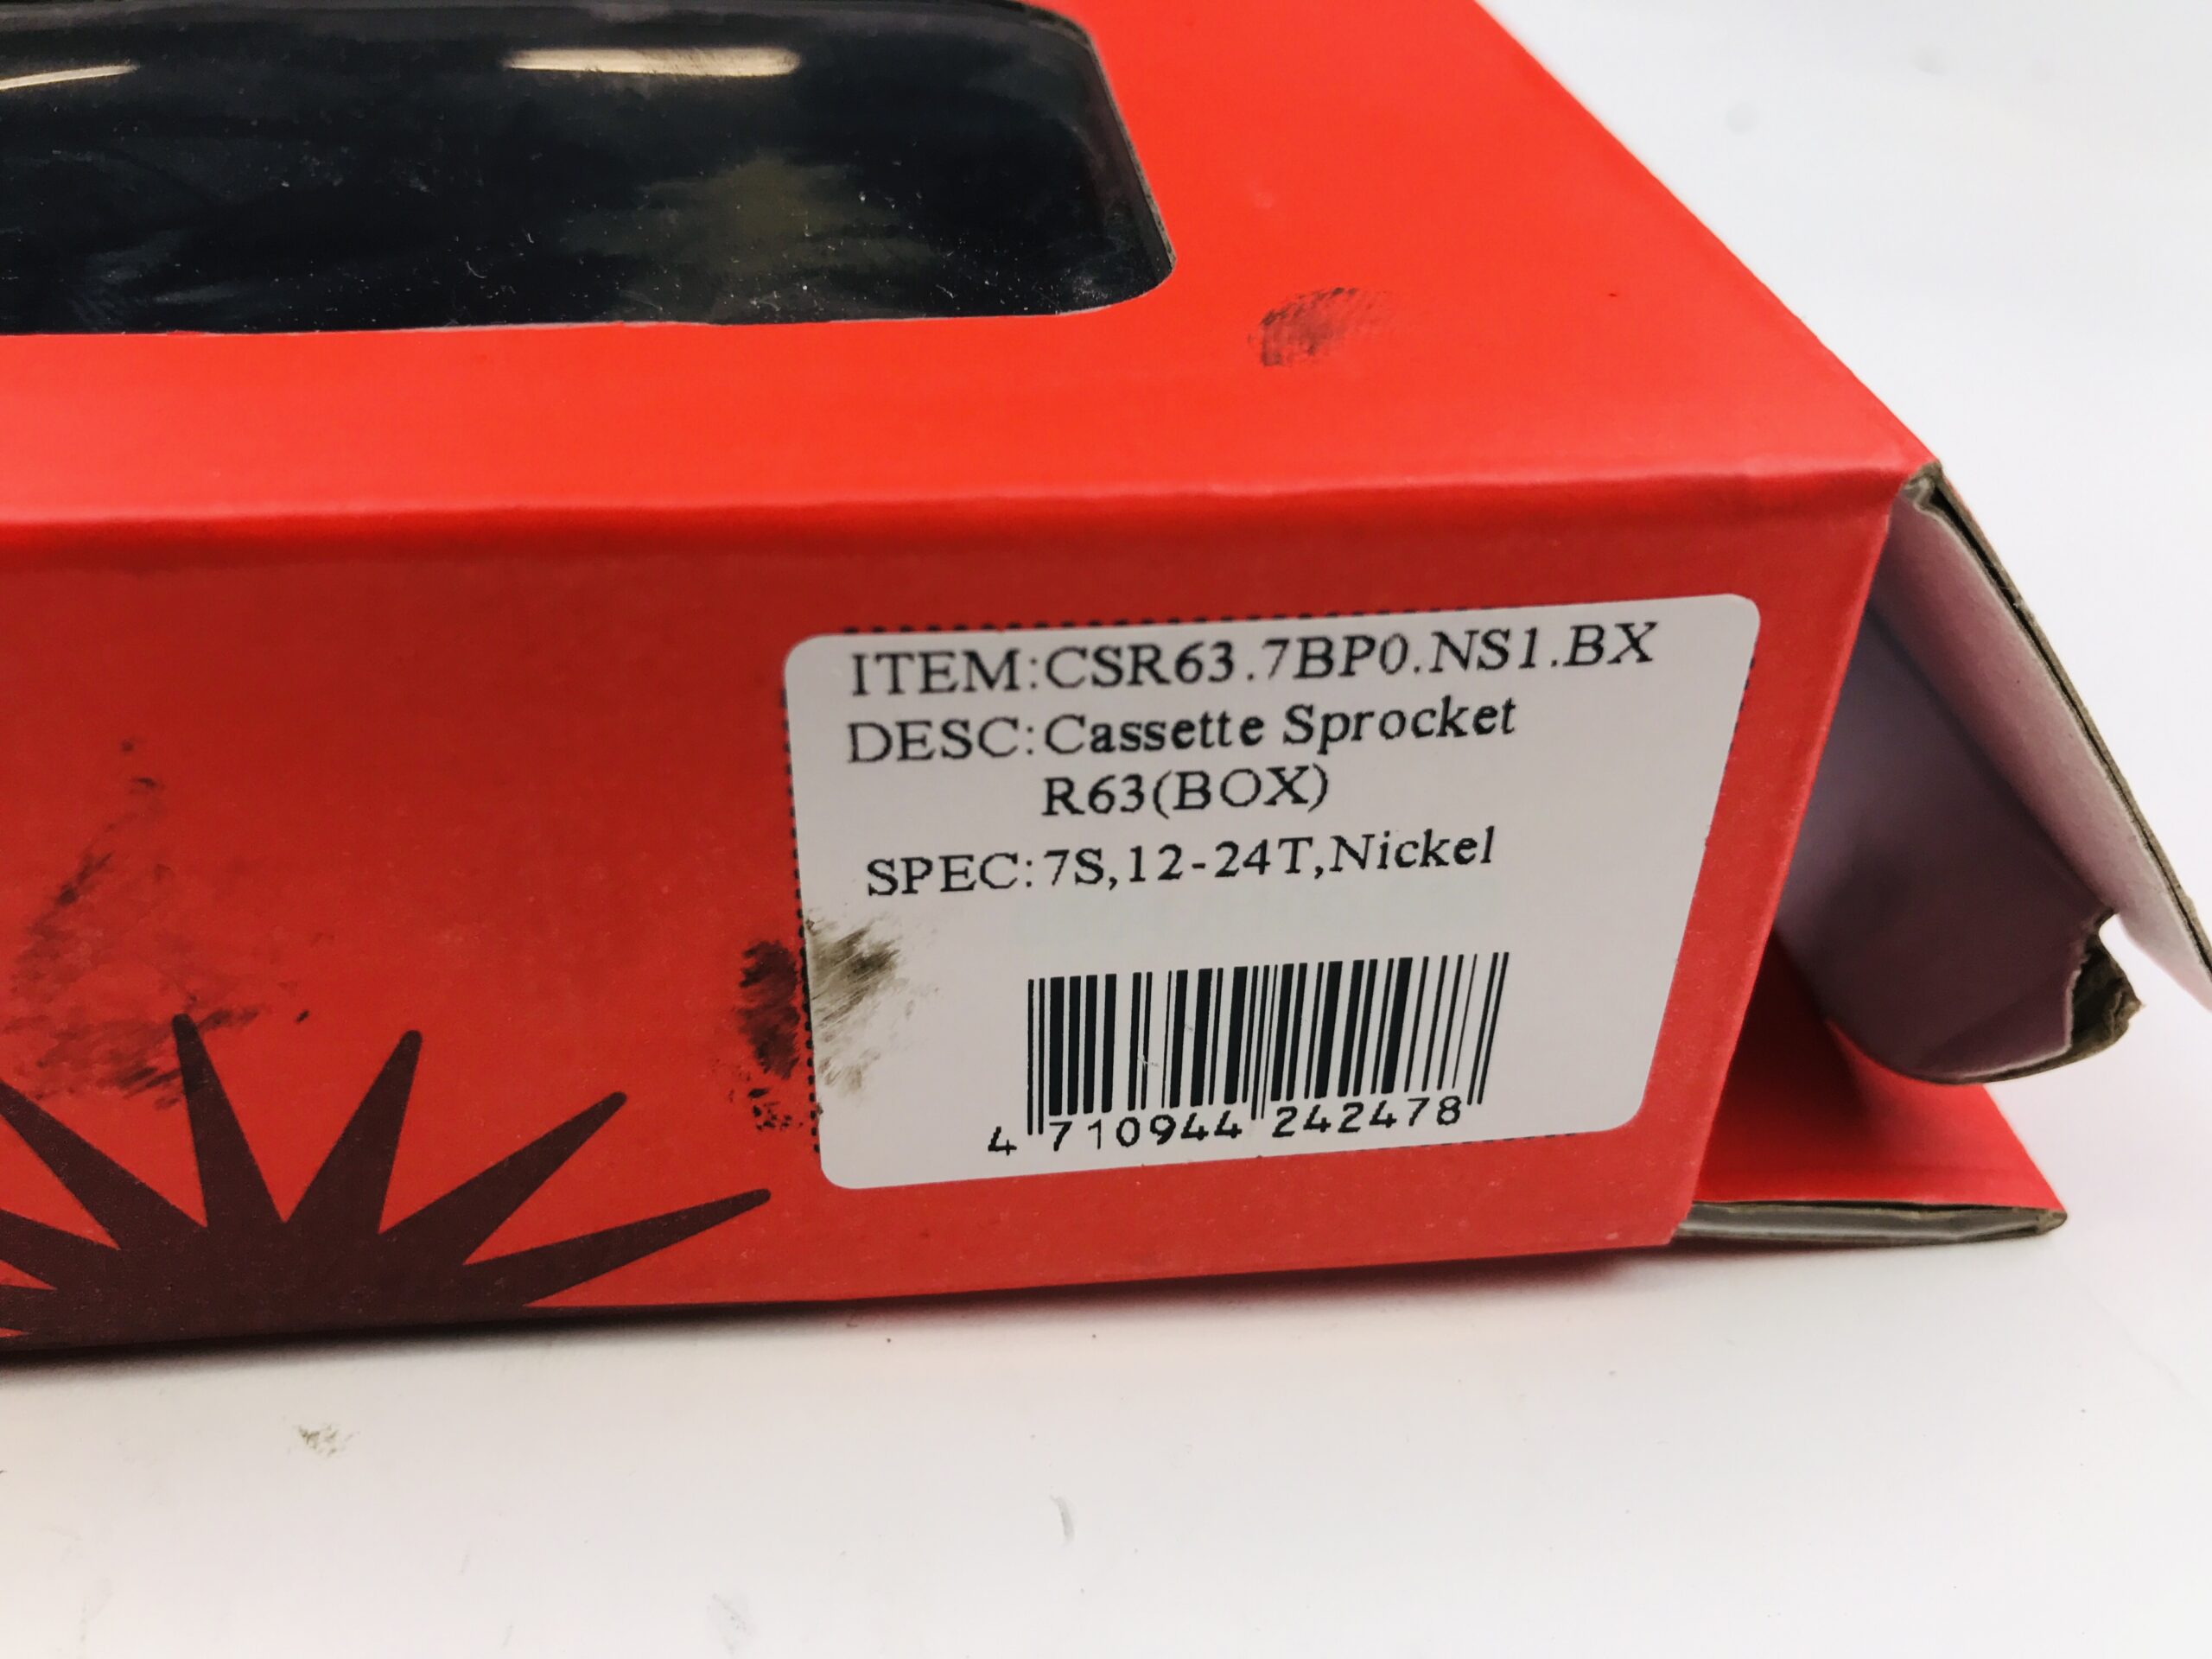 ITEM:CSR63.7BP0.NS1.BX
DESC:Cassette Sprocket
R63(BOX)
SPEC:7S,12-24T,Nickel
4 710944 242478